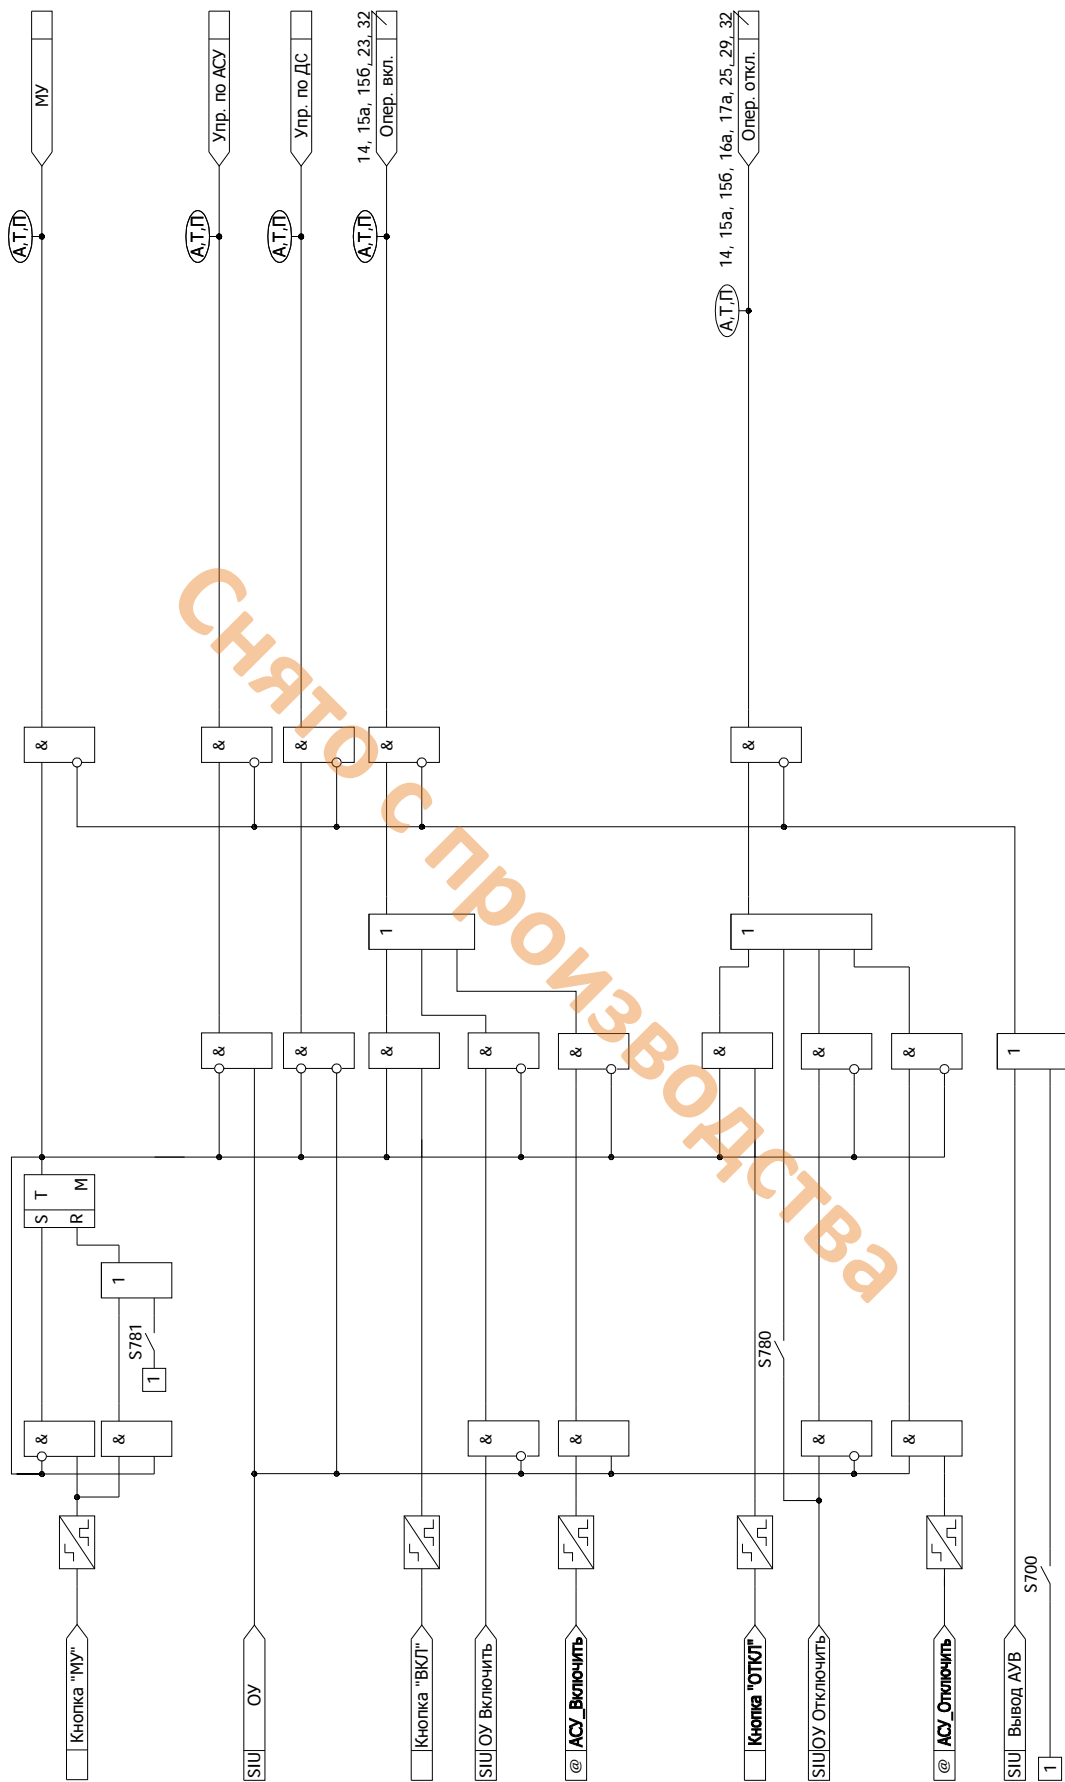 МУ
Упр. по АСУ
Упр. по ДС
14, 15а, 15б, 23, 32
Опер. вкл.
14, 15а, 15б, 16а, 17а, 25, 29, 32
Опер. откл.
А,Т,П
А,Т,П
А,Т,П
А,Т,П
А,Т,П
&
&
&
&
&
1
1
&
&
&
&
&
&
&
&
1
S T
R M
1
S781
1
S780
&
&
&
&
&
&
S700
Кнопка "МУ"
SIU ОУ
Кнопка "ВКЛ"
SIU ОУ Включить
@ АСУ_Включить
Кнопка "ОТКЛ"
SIU ОУ Отключить
@ АСУ_Отключить
SIU Вывод АУВ
1
Снято с производства